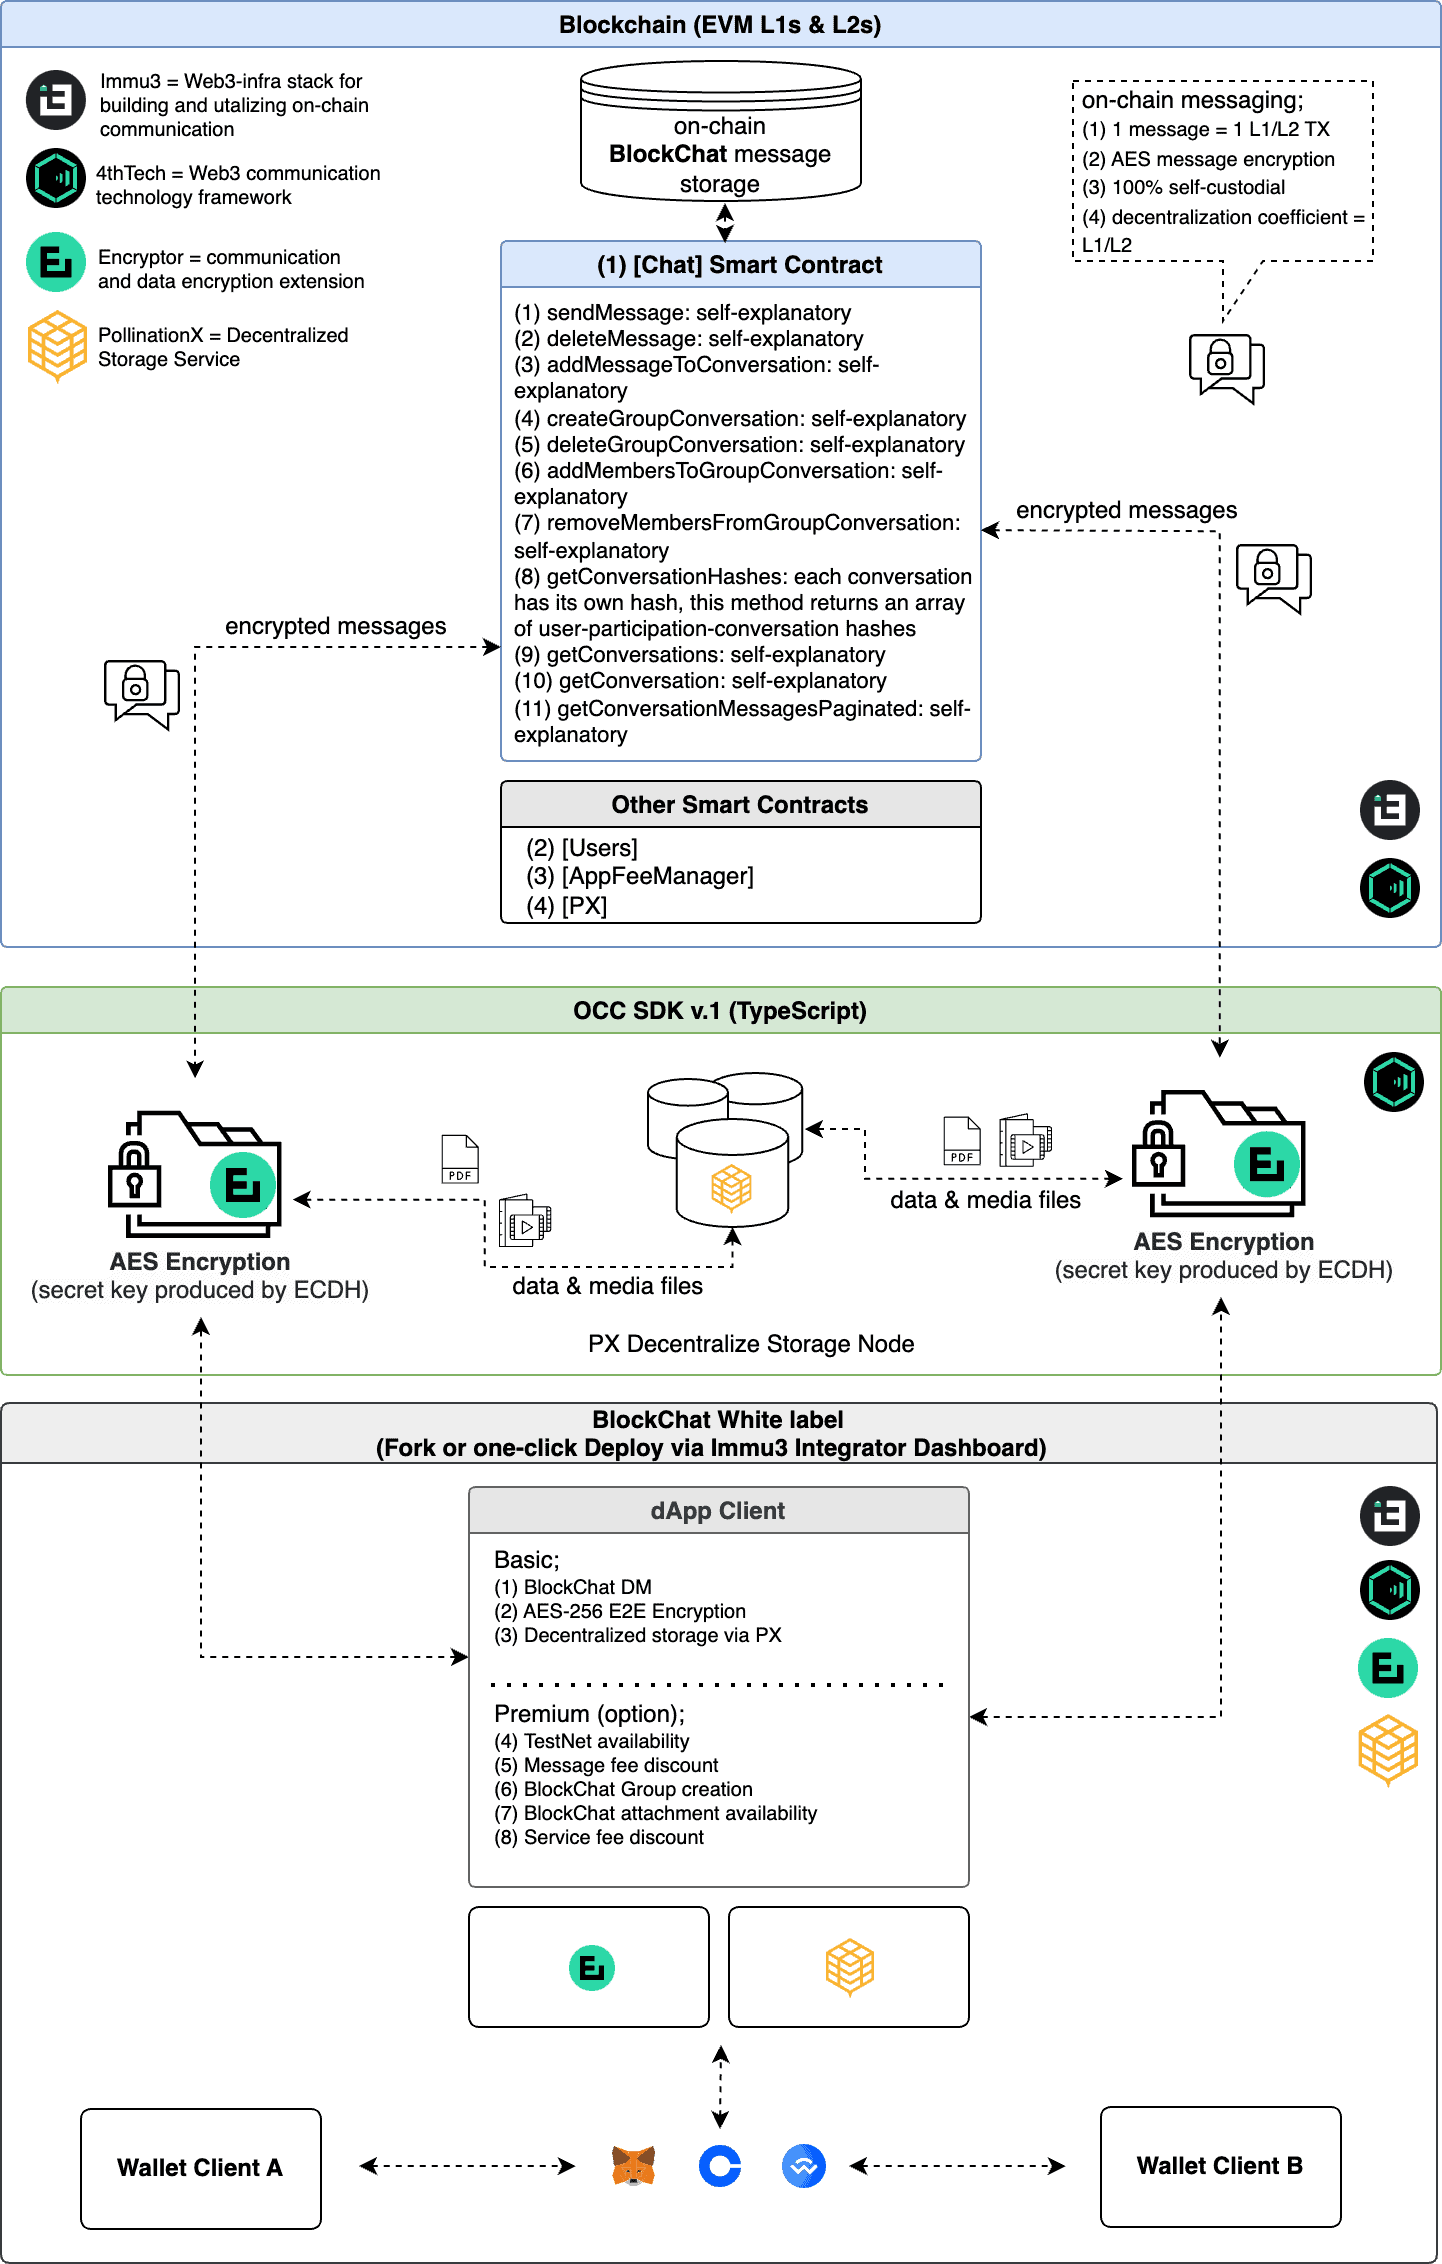 Blockchain (EVM L1s & L2s)
Immu3 = Web3-infra stack for
building and utalizing on-chain
communication
4thTech = Web3 communication
technology framework
Encryptor = communication
and data encryption extension
PollinationX = Decentralized
Storage Service
on-chain
BlockChat message
storage
on-chain messaging;
(1) 1 message = 1 L1/L2 TX
(2) AES message encryption
(3) 100% self-custodial
(4) decentralization coefficient =
L1/L2
(1) [Chat] Smart Contract
(1) sendMessage: self-explanatory
(2) deleteMessage: self-explanatory
(3) addMessageToConversation: self-
explanatory
(4) createGroupConversation: self-explanatory
(5) deleteGroupConversation: self-explanatory
(6) addMembersToGroupConversation: self-
explanatory
(7) removeMembersFromGroupConversation:
self-explanatory
(8) getConversationHashes: each conversation
has its own hash, this method returns an array
of user-participation-conversation hashes
(9) getConversations: self-explanatory
(10) getConversation: self-explanatory
(11) getConversationMessagesPaginated: self-
explanatory
encrypted messages
encrypted messages
Other Smart Contracts
(2) [Users]
(3) [AppFeeManager]
(4) [PX]
OCC SDK v.1 (TypeScript)
PDF
PDF
data & media files
data & media files
AES Encryption
(secret key produced by ECDH)
AES Encryption
(secret key produced by ECDH)
PX Decentralize Storage Node
BlockChat White label
(Fork or one-click Deploy via Immu3 Integrator Dashboard)
dApp Client
Basic;
(1) BlockChat DM
(2) AES-256 E2E Encryption
(3) Decentralized storage via PX
Premium (option);
(4) TestNet availability
(5) Message fee discount
(6) BlockChat Group creation
(7) BlockChat attachment availability
(8) Service fee discount
Wallet Client A
Wallet Client B